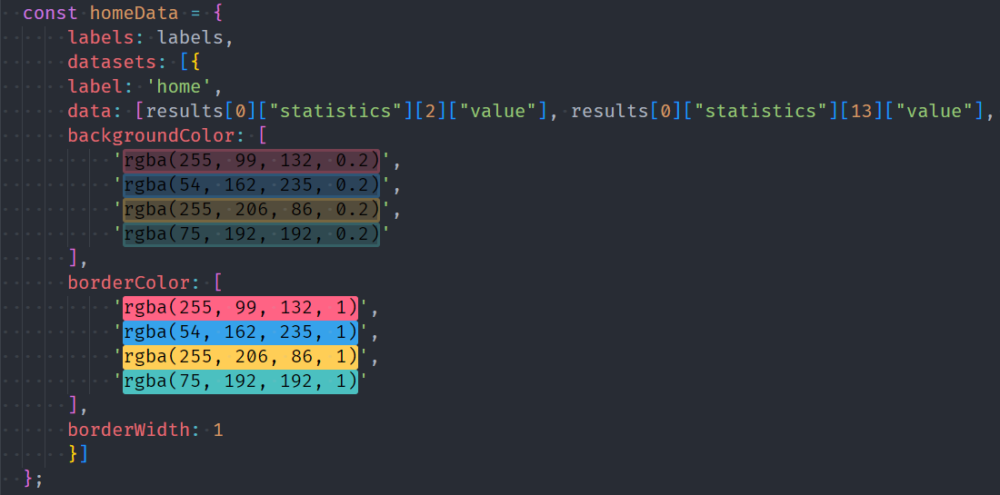 const homeData = {
labels: labels,
datasets: [{
label: 'home',
data: [results[0]["statistics"][2]["value"], results[0]["statistics"][13]["value"],
backgroundColor: [
'rgba(255, 99, 132, 0.2)',
'rgba(54, 162, 235, 0.2)',
'rgba(255, 206, 86, 0.2)',
'rgba(75, 192, 192, 0.2)'
],
borderColor: [
'rgba(255, 99, 132, 1)',
'rgba(54, 162, 235, 1)',
'rgba(255, 206, 86, 1)',
'rgba(75, 192, 192, 1)'
],
borderWidth: 1
}]
};